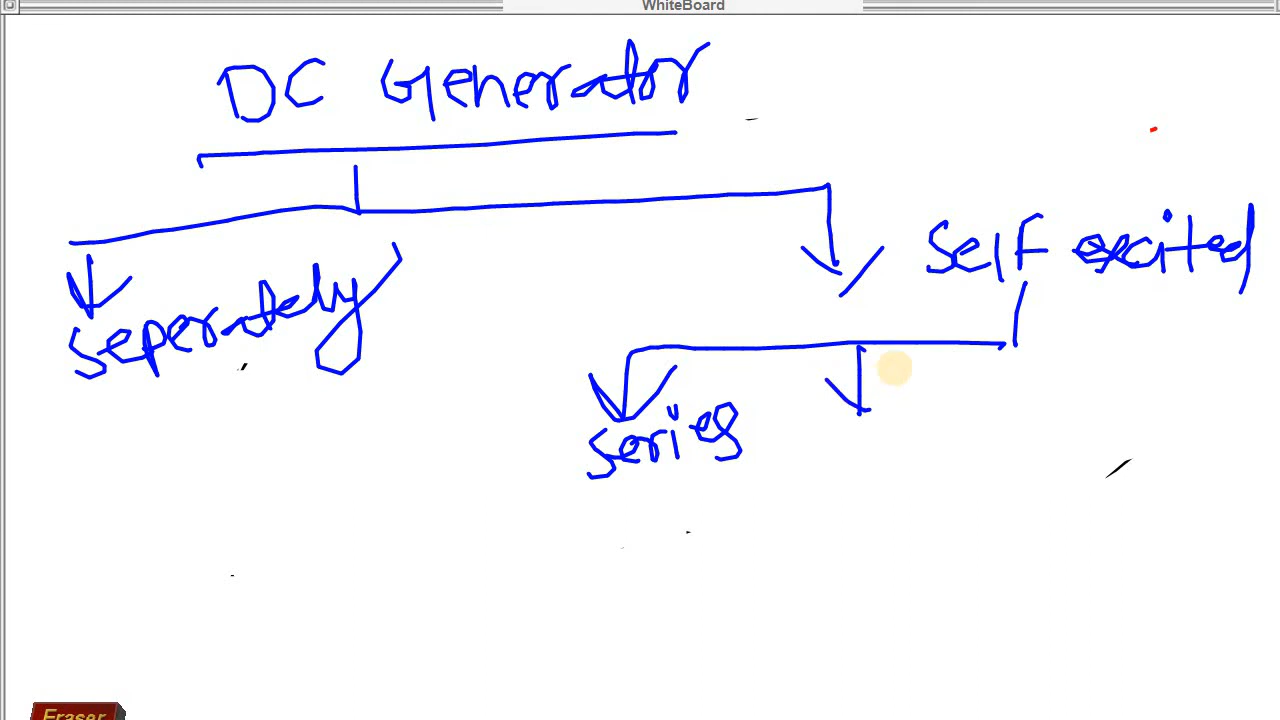 WhiteBoard
DC Generator
Self excited
seperately
series
Eraser